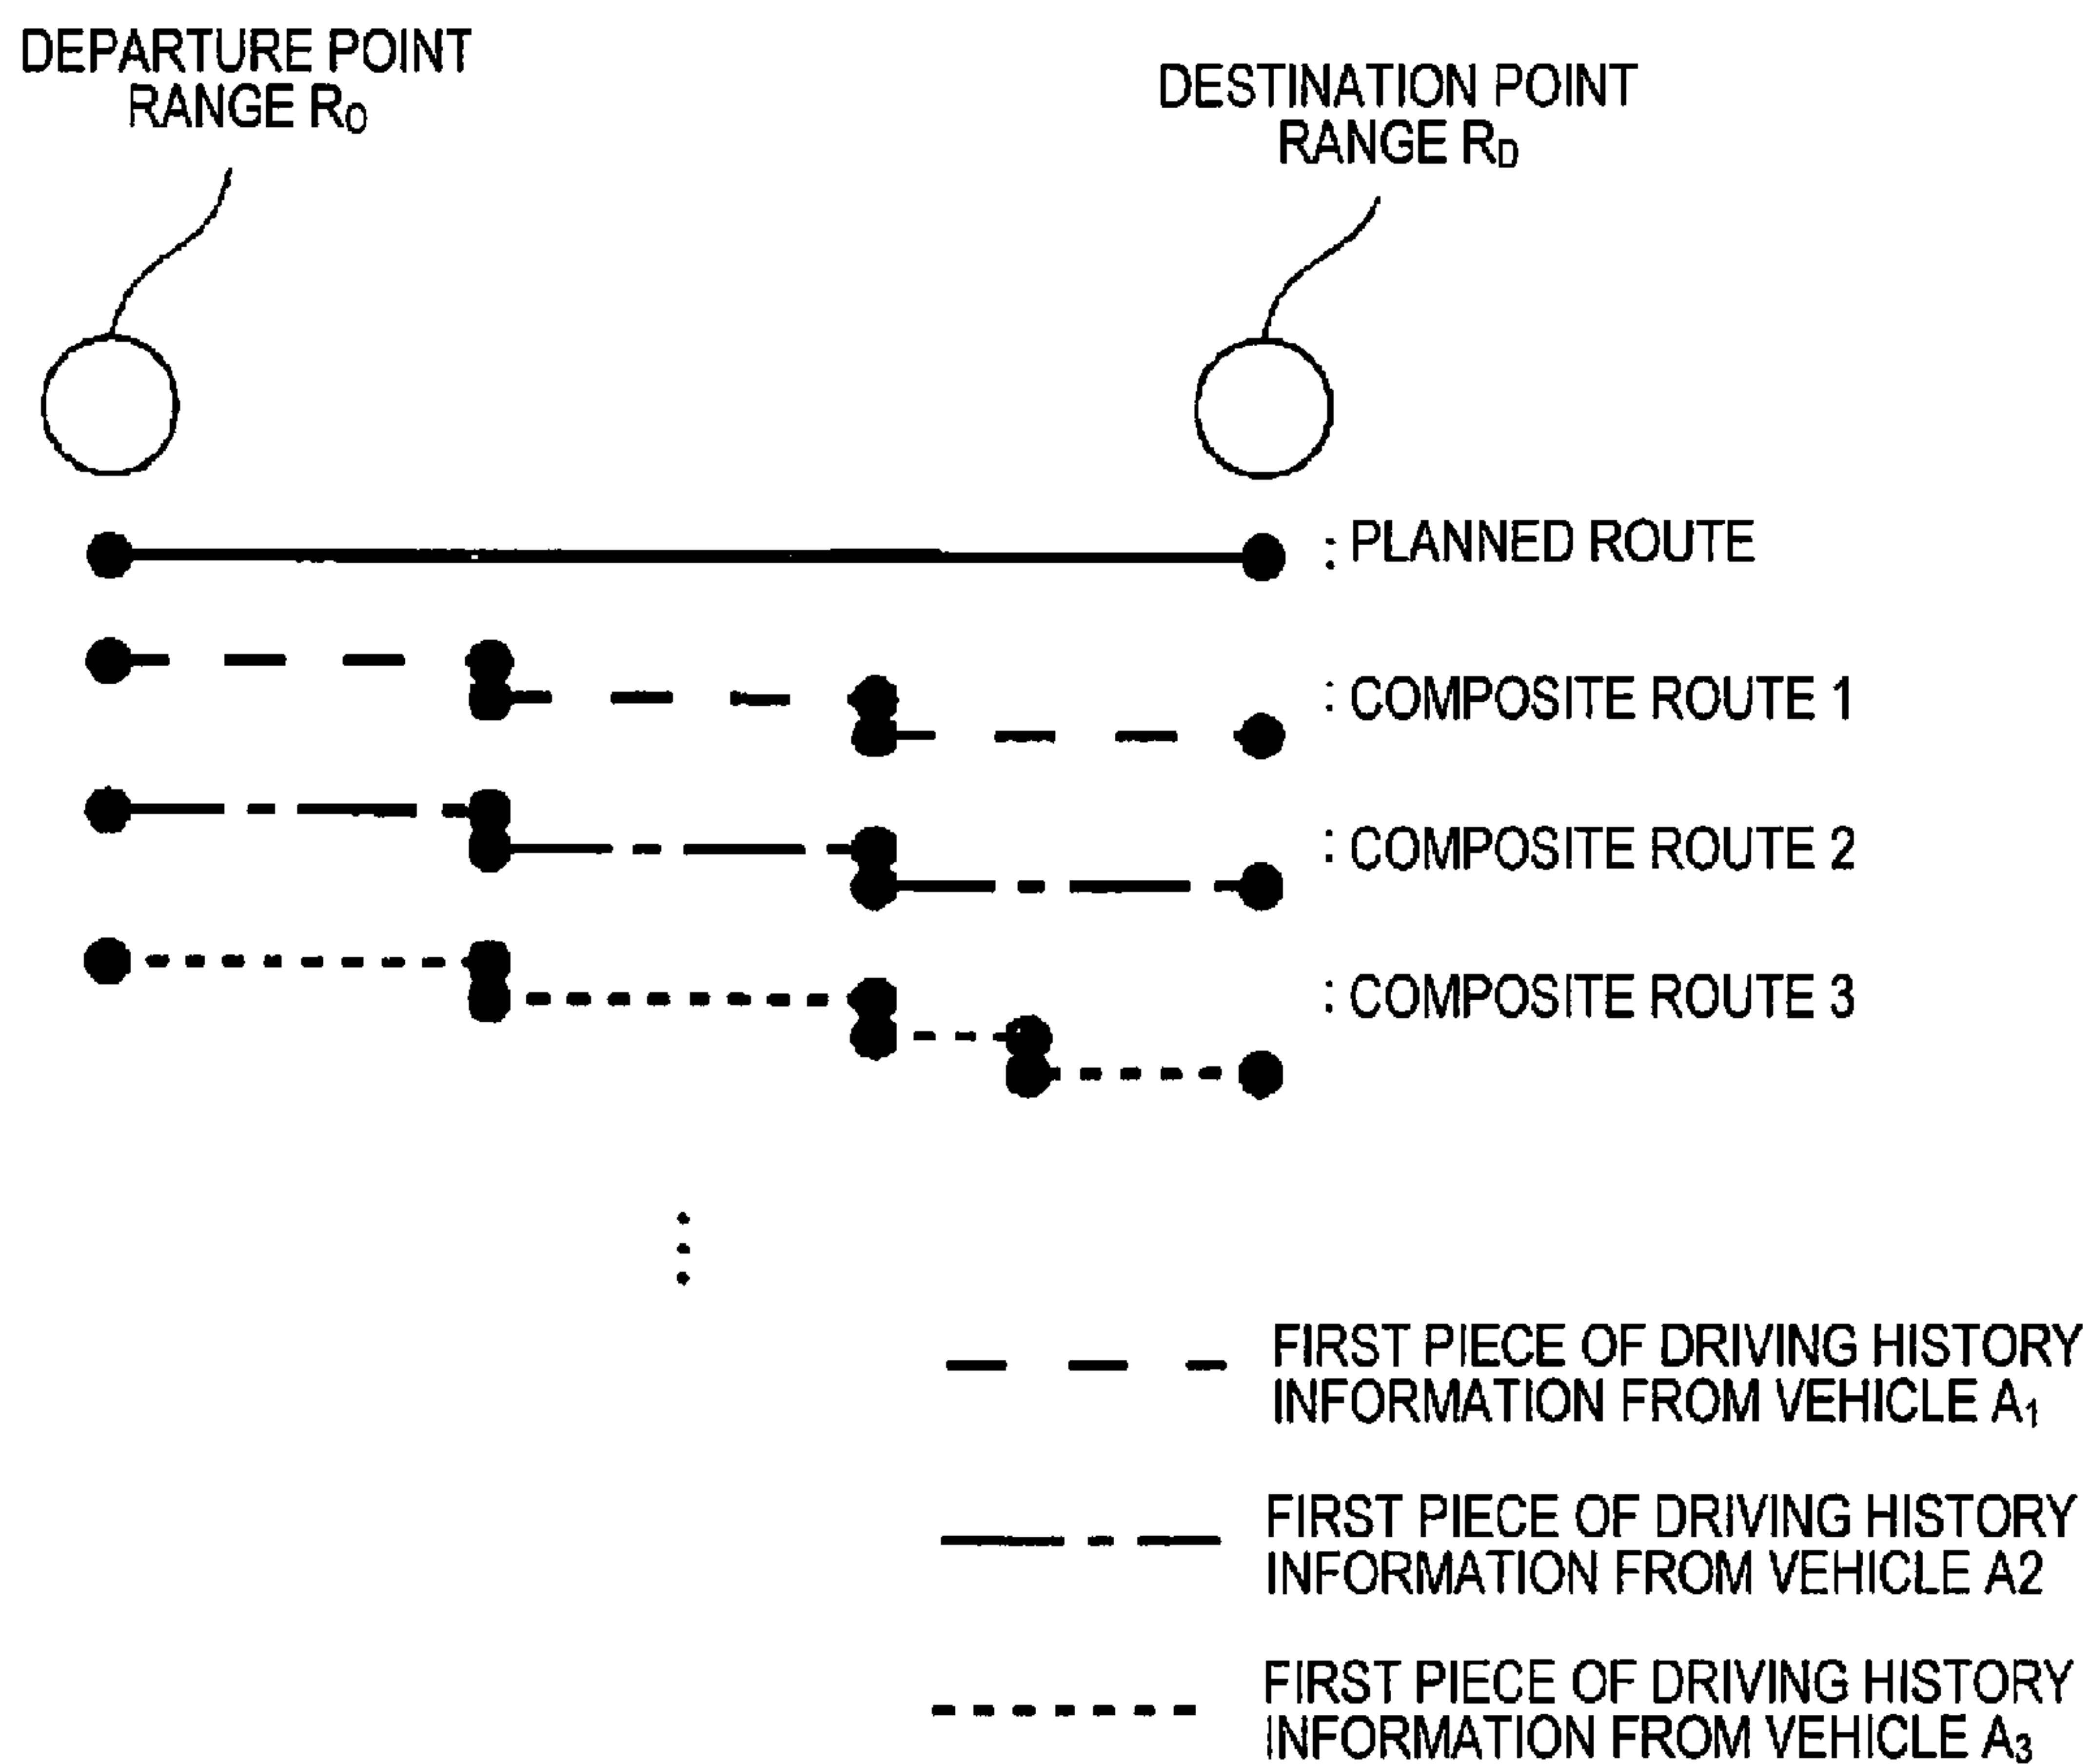 DEPARTURE POINT
RANGE R₀
DESTINATION POINT
RANGE R_D
: PLANNED ROUTE
: COMPOSITE ROUTE 1
: COMPOSITE ROUTE 2
: COMPOSITE ROUTE 3
FIRST PIECE OF DRIVING HISTORY
INFORMATION FROM VEHICLE A₁
FIRST PIECE OF DRIVING HISTORY
INFORMATION FROM VEHICLE A2
FIRST PIECE OF DRIVING HISTORY
INFORMATION FROM VEHICLE A₃